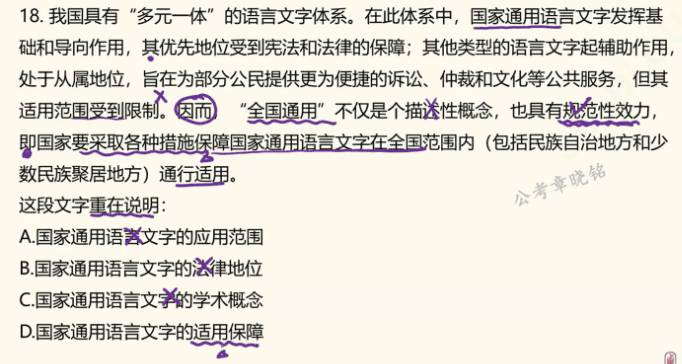 18. 我国具有“多元一体”的语言文字体系。在此体系中，国家通用语言文字发挥基
础和导向作用，其优先地位受到宪法和法律的保障；其他类型的语言文字起辅助作用，
处于从属地位，旨在为部分公民提供更为便捷的诉讼、仲裁和文化等公共服务，但其
适用范围受到限制。因而，“全国通用”不仅是个描述性概念，也具有规范性效力，
即国家要采取各种措施保障国家通用语言文字在全国范围内（包括民族自治地方和少
数民族聚居地方）通行适用。
公考章晓铭
这段文字重在说明：
A.国家通用语言文字的应用范围
B.国家通用语言文字的法律地位
C.国家通用语言文字的学术概念
D.国家通用语言文字的适用保障